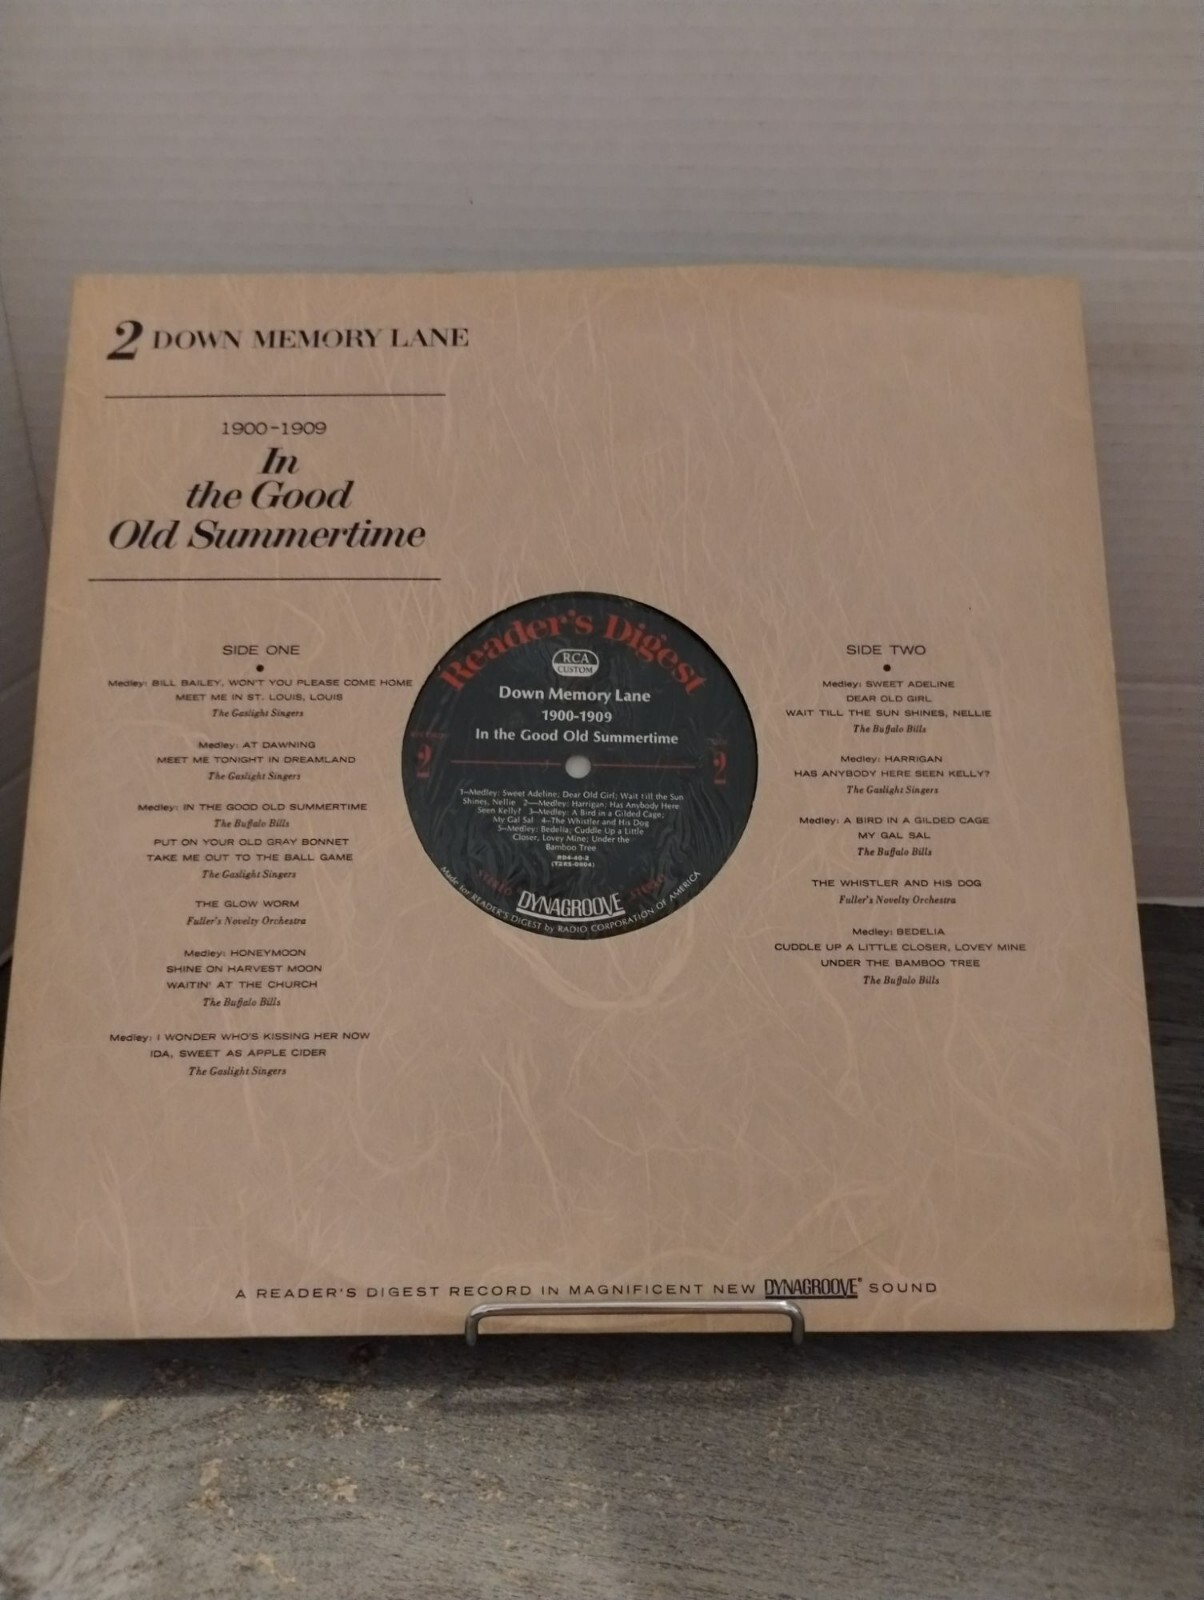 2 DOWN MEMORY LANE
1900-1909
In
the Good
Old Summertime
SIDE ONE
Medley: BILL BAILEY, WON'T YOU PLEASE COME HOME
MEET ME IN ST. LOUIS, LOUIS
The Gaslight Singers
Medley: AT DAWNING
MEET ME TONIGHT IN DREAMLAND
The Gaslight Singers
Medley: IN THE GOOD OLD SUMMERTIME
The Buffalo Bills
PUT ON YOUR OLD GRAY BONNET
TAKE ME OUT TO THE BALL GAME
The Gaslight Singers
THE GLOW WORM
Fuller's Novelty Orchestra
Medley: HONEYMOON
SHINE ON HARVEST MOON
WAITIN' AT THE CHURCH
The Buffalo Bills
Medley: I WONDER WHO'S KISSING HER NOW
IDA, SWEET AS APPLE CIDER
The Gaslight Singers
Reader's Digest
RCA
CUSTOM
Down Memory Lane
1900-1909
In the Good Old Summertime
2
2
1—Medley: Sweet Adeline; Dear Old Girl; Wait Till the Sun
Shines, Nellie 2—Medley: Harrigan; Has Anybody Here
Seen Kelly? 3—Medley: A Bird in a Gilded Cage;
My Gal Sal 4—The Whistler and His Dog
5—Medley: Bedelia; Cuddle Up a Little
Closer, Lovey Mine; Under the
Bamboo Tree
RD4-40-2
STEREO DYNAGROOVE STEREO
Made for READER'S DIGEST by RADIO CORPORATION OF AMERICA
SIDE TWO
Medley: SWEET ADELINE
DEAR OLD GIRL
WAIT TILL THE SUN SHINES, NELLIE
The Buffalo Bills
Medley: HARRIGAN
HAS ANYBODY HERE SEEN KELLY?
The Gaslight Singers
Medley: A BIRD IN A GILDED CAGE
MY GAL SAL
The Buffalo Bills
THE WHISTLER AND HIS DOG
Fuller's Novelty Orchestra
Medley: BEDELIA
CUDDLE UP A LITTLE CLOSER, LOVEY MINE
UNDER THE BAMBOO TREE
The Buffalo Bills
A READER'S DIGEST RECORD IN MAGNIFICENT NEW DYNAGROOVE® SOUND